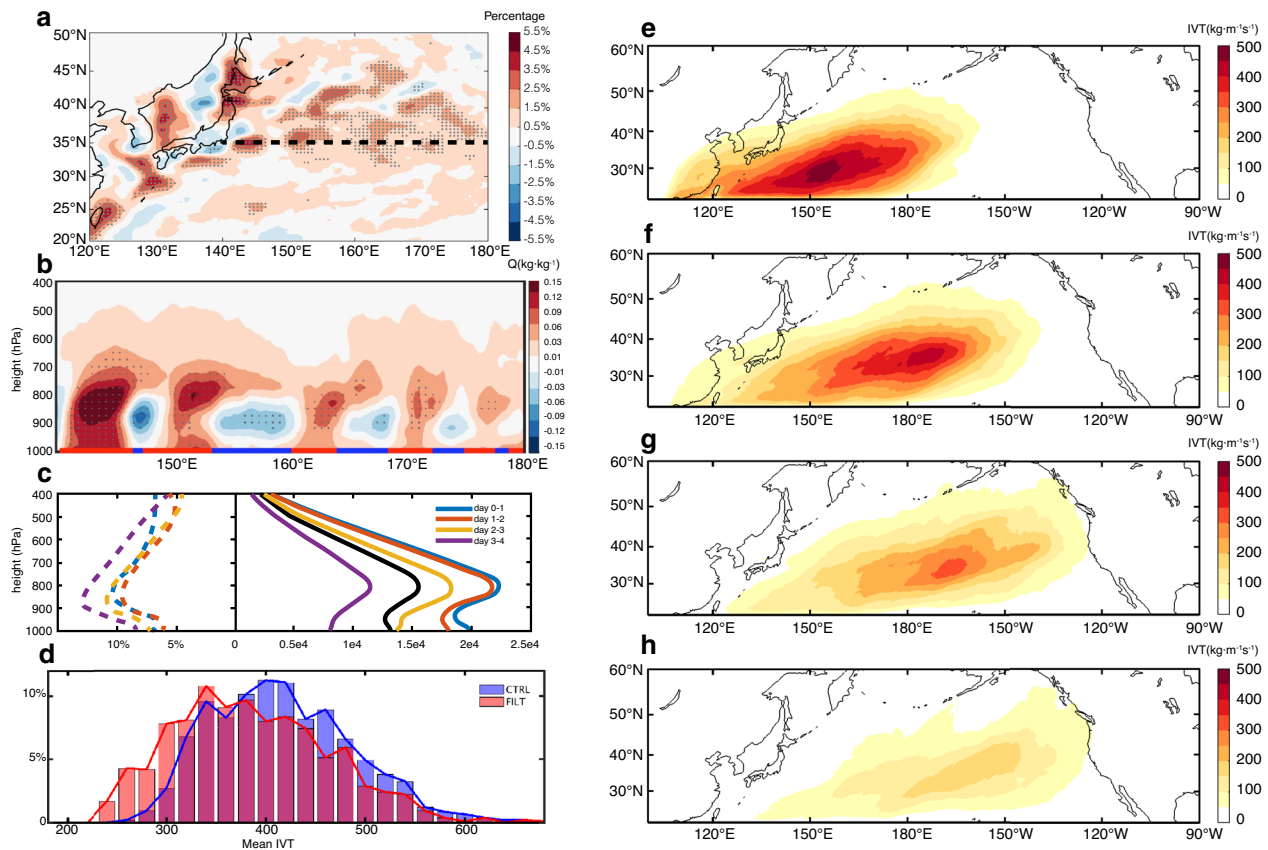 a
Percentage
50°N
45°N
40°N
35°N
30°N
25°N
20°N
120°E 130°E 140°E 150°E 160°E 170°E 180°E
5.5%
4.5%
3.5%
2.5%
1.5%
0.5%
-0.5%
-1.5%
-2.5%
-3.5%
-4.5%
-5.5%
b
Q(kg·kg⁻¹)
height (hPa)
400
500
600
700
800
900
1000
150°E 160°E 170°E 180°E
0.15
0.12
0.09
0.06
0.03
0.01
-0.01
-0.03
-0.06
-0.09
-0.12
-0.15
c
height (hPa)
400
500
600
700
800
900
1000
day 0-1
day 1-2
day 2-3
day 3-4
10% 5% 0 0.5e4 1e4 1.5e4 2e4 2.5e4
d
10%
5%
0
CTRL
FILT
200 300 400 500 600
Mean IVT
e
IVT(kg·m⁻¹s⁻¹)
60°N
50°N
40°N
30°N
120°E 150°E 180°E 150°W 120°W 90°W
500
400
300
200
100
0
f
IVT(kg·m⁻¹s⁻¹)
60°N
50°N
40°N
30°N
120°E 150°E 180°E 150°W 120°W 90°W
500
400
300
200
100
0
g
IVT(kg·m⁻¹s⁻¹)
60°N
50°N
40°N
30°N
120°E 150°E 180°E 150°W 120°W 90°W
500
400
300
200
100
0
h
IVT(kg·m⁻¹s⁻¹)
60°N
50°N
40°N
30°N
120°E 150°E 180°E 150°W 120°W 90°W
500
400
300
200
100
0